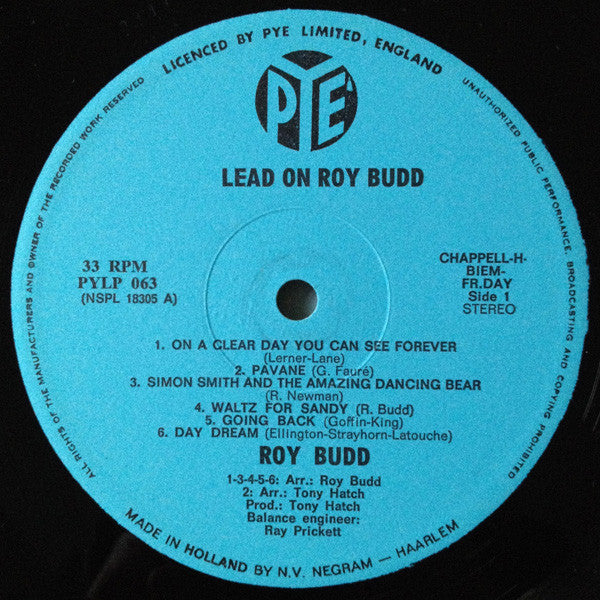 LICENCED BY PYE LIMITED, ENGLAND
PYE
LEAD ON ROY BUDD
33 RPM
PYLP 063
(NSPL 18305 A)
CHAPPELL-H-
BIEM-
FR.DAY
Side 1
STEREO
1. ON A CLEAR DAY YOU CAN SEE FOREVER
(Lerner-Lane)
2. PAVANE (G. Fauré)
3. SIMON SMITH AND THE AMAZING DANCING BEAR
(R. Newman)
4. WALTZ FOR SANDY (R. Budd)
5. GOING BACK (Goffin-King)
6. DAY DREAM (Ellington-Strayhorn-Latouche)
ROY BUDD
1-3-4-5-6: Arr.: Roy Budd
2: Arr.: Tony Hatch
Prod.: Tony Hatch
Balance engineer:
Ray Prickett
ALL RIGHTS OF THE MANUFACTURERS AND OWNER OF THE RECORDED WORK RESERVED
UNAUTHORIZED PUBLIC PERFORMANCE, BROADCASTING AND COPYING PROHIBITED
MADE IN HOLLAND BY N.V. NEGRAM — HAARLEM